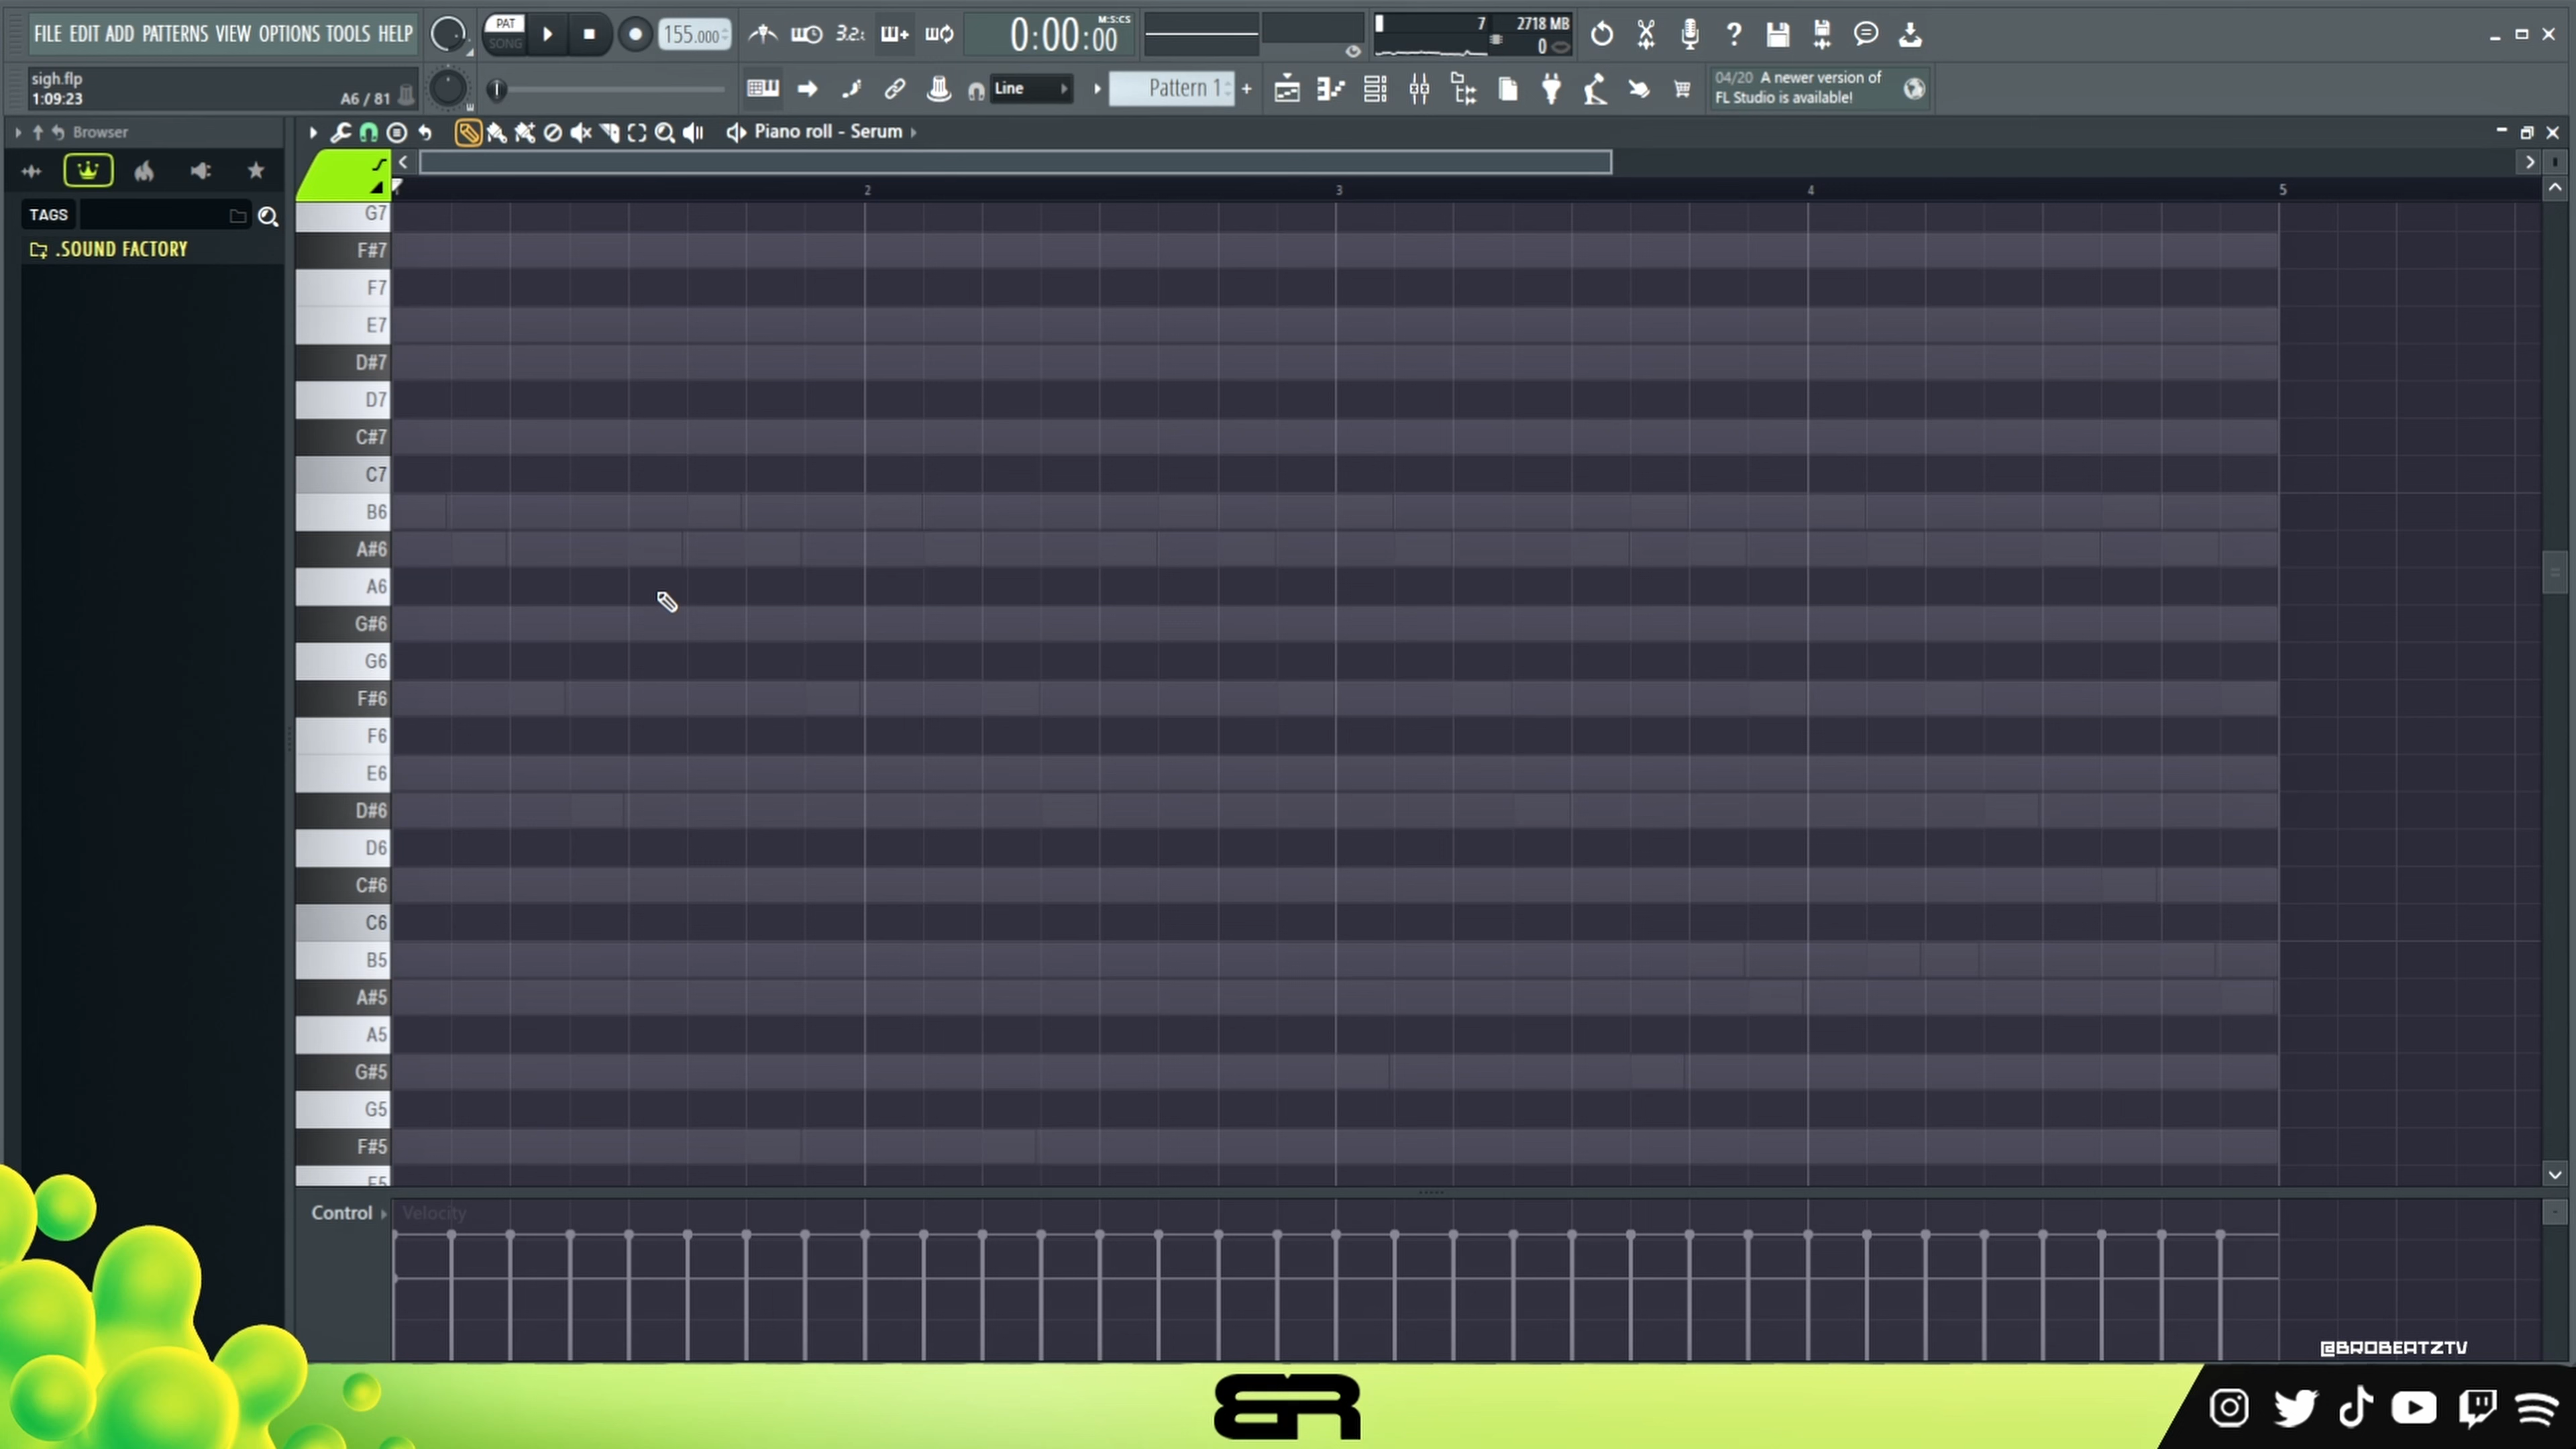 FILE EDIT ADD PATTERNS VIEW OPTIONS TOOLS HELP
PAT
SONG
155.000
3.2.
0:00:00
M:S:CS
7
2718 MB
0
sigh.flp
1:09:23
A6 / 81
Line
Pattern 1
04/20 A newer version of
FL Studio is available!
Browser
Piano roll - Serum
TAGS
.SOUND FACTORY
2
3
4
5
G7
F#7
F7
E7
D#7
D7
C#7
C7
B6
A#6
A6
G#6
G6
F#6
F6
E6
D#6
D6
C#6
C6
B5
A#5
A5
G#5
G5
F#5
Control
Velocity
@BROBEATZTV
BR